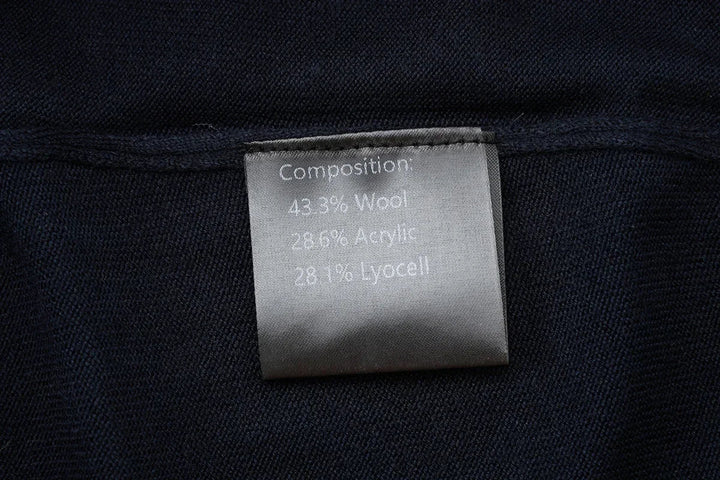 Composition:
43.3% Wool
28.6% Acrylic
28.1% Lyocell